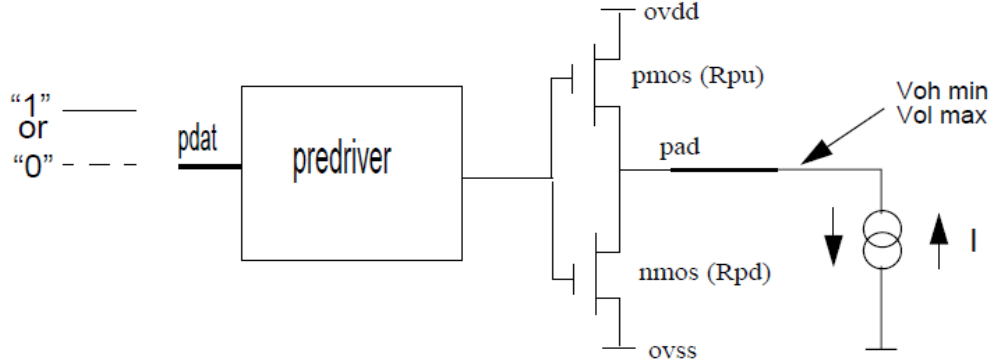 ovdd
pmos (Rpu)
“1”
or
“0”
pdat
predriver
pad
Voh min
Vol max
nmos (Rpd)
I
ovss